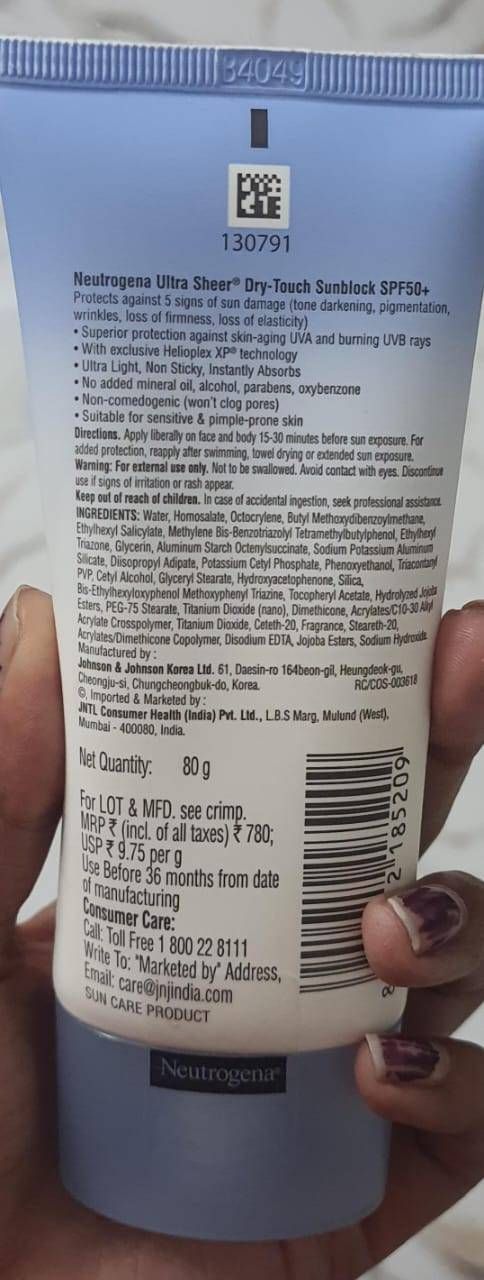 34049
130791
Neutrogena Ultra Sheer® Dry-Touch Sunblock SPF50+
Protects against 5 signs of sun damage (tone darkening, pigmentation,
wrinkles, loss of firmness, loss of elasticity)
• Superior protection against skin-aging UVA and burning UVB rays
• With exclusive Helioplex XP® technology
• Ultra Light, Non Sticky, Instantly Absorbs
• No added mineral oil, alcohol, parabens, oxybenzone
• Non-comedogenic (won't clog pores)
• Suitable for sensitive & pimple-prone skin
Directions. Apply liberally on face and body 15-30 minutes before sun exposure. For
added protection, reapply after swimming, towel drying or extended sun exposure.
Warning: For external use only. Not to be swallowed. Avoid contact with eyes. Discontinue
use if signs of irritation or rash appear.
Keep out of reach of children. In case of accidental ingestion, seek professional assistance.
INGREDIENTS: Water, Homosalate, Octocrylene, Butyl Methoxydibenzoylmethane,
Ethylhexyl Salicylate, Methylene Bis-Benzotriazolyl Tetramethylbutylphenol, Ethylhexyl
Triazone, Glycerin, Aluminum Starch Octenylsuccinate, Sodium Potassium Aluminum
Silicate, Diisopropyl Adipate, Potassium Cetyl Phosphate, Phenoxyethanol, Triacontanyl
PVP, Cetyl Alcohol, Glyceryl Stearate, Hydroxyacetophenone, Silica,
Bis-Ethylhexyloxyphenol Methoxyphenyl Triazine, Tocopheryl Acetate, Hydrolyzed Jojoba
Esters, PEG-75 Stearate, Titanium Dioxide (nano), Dimethicone, Acrylates/C10-30 Alkyl
Acrylate Crosspolymer, Titanium Dioxide, Ceteth-20, Fragrance, Steareth-20,
Acrylates/Dimethicone Copolymer, Disodium EDTA, Jojoba Esters, Sodium Hydroxide
Manufactured by :
Johnson & Johnson Korea Ltd. 61, Daesin-ro 164beon-gil, Heungdeok-gu,
Cheongju-si, Chungcheongbuk-do, Korea. RC/COS-003618
©, Imported & Marketed by :
JNTL Consumer Health (India) Pvt. Ltd., L.B.S Marg, Mulund (West),
Mumbai - 400080, India.
Net Quantity: 80 g
For LOT & MFD. see crimp.
MRP ₹ (incl. of all taxes) ₹ 780;
USP ₹ 9.75 per g
Use Before 36 months from date
of manufacturing
Consumer Care:
Call: Toll Free 1 800 22 8111
Write To: "Marketed by" Address,
Email: care@jnjindia.com
SUN CARE PRODUCT
8
2 185209
Neutrogena®